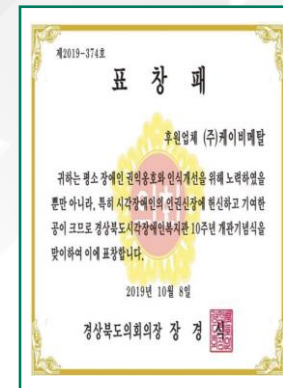 제2019-374호
표 창 패
후원업체 (주)케이비메탈
귀하는 평소 장애인 권익옹호와 인식개선을 위해 노력하였을
뿐만 아니라, 특히 시각장애인의 인권신장에 헌신하고 기여한
공이 크므로 경상북도시각장애인복지관 10주년 개관기념식을
맞이하여 이에 표창합니다.
2019년 10월 8일
경상북도의회의장 장 경 식